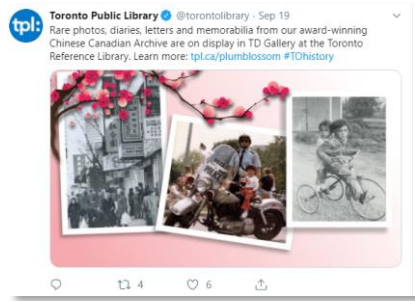 tpl:
Toronto Public Library @torontolibrary · Sep 19
Rare photos, diaries, letters and memorabilia from our award-winning
Chinese Canadian Archive are on display in TD Gallery at the Toronto
Reference Library. Learn more: tpl.ca/plumblossom #TOhistory
4
6